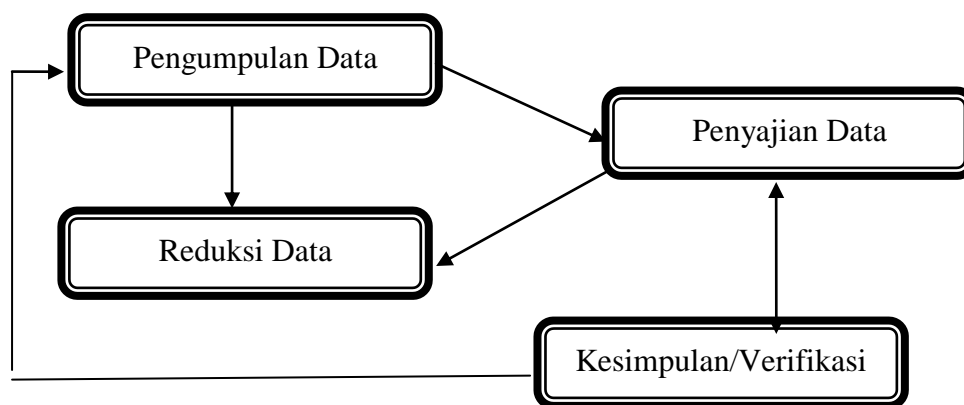 Pengumpulan Data
Penyajian Data
Reduksi Data
Kesimpulan/Verifikasi